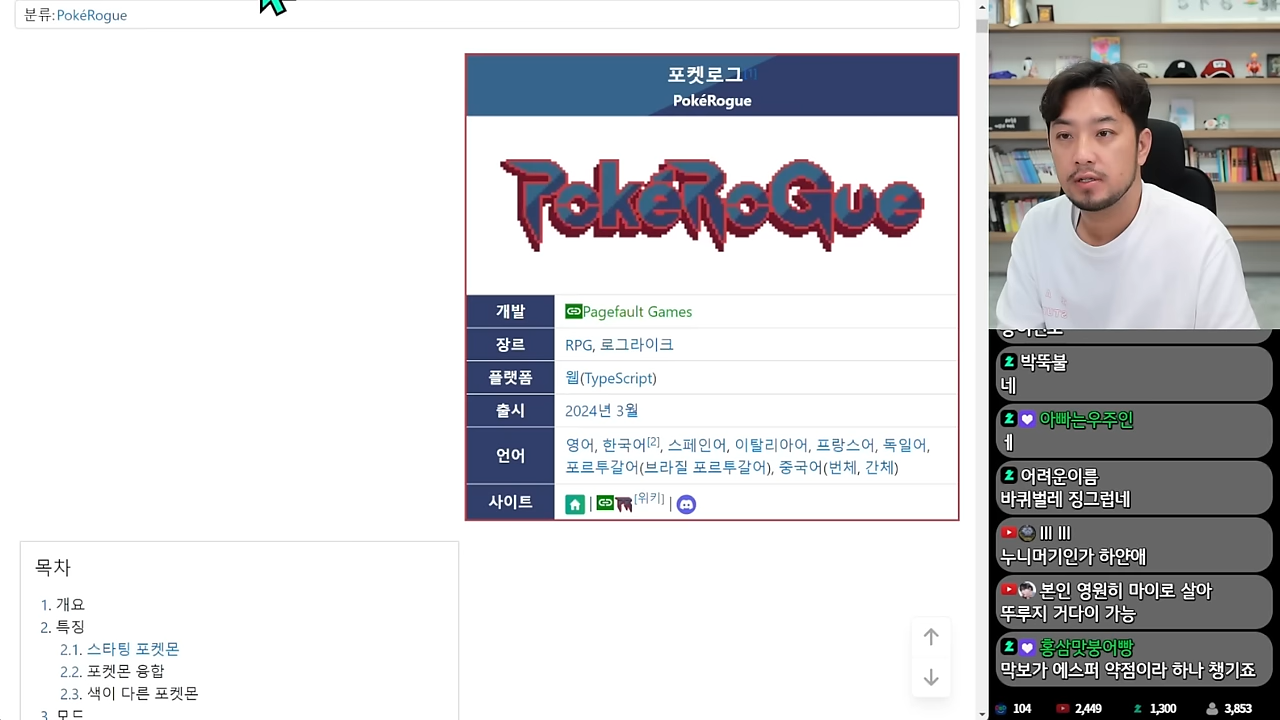 분류:PokéRogue
포켓로그[1]
PokéRogue
PokéRoGue
개발
Pagefault Games
장르
RPG, 로그라이크
플랫폼
웹(TypeScript)
출시
2024년 3월
언어
영어, 한국어[2], 스페인어, 이탈리아어, 프랑스어, 독일어,
포르투갈어(브라질 포르투갈어), 중국어(번체, 간체)
사이트
| [위키] |
목차
1. 개요
2. 특징
2.1. 스타팅 포켓몬
2.2. 포켓몬 융합
2.3. 색이 다른 포켓몬
3. 모드
박뚝불
네
아빠는우주인
ㅔ
어려운이름
바퀴벌레 징그럽네
lll lll
누니머기인가 하얀애
본인 영원히 마이로 살아
뚜루지 거다이 가능
홍삼맛붕어빵
막보가 에스퍼 약점이라 하나 챙기죠
104 2,449 1,300 3,853